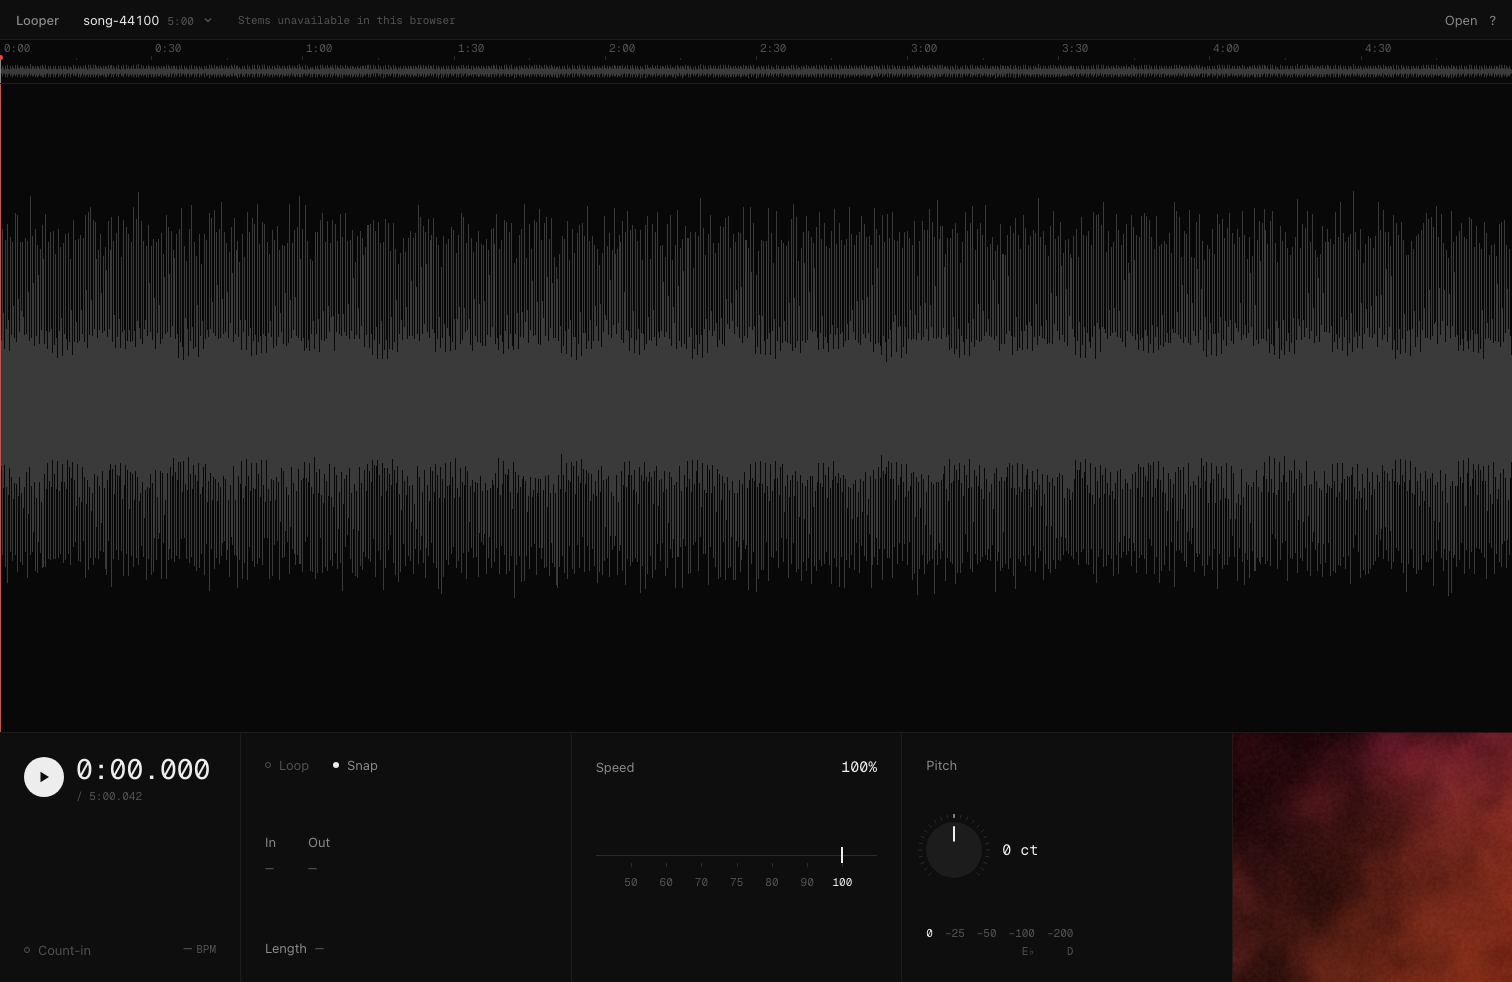 Looper song-44100 5:00 Stems unavailable in this browser Open ?
0:00 0:30 1:00 1:30 2:00 2:30 3:00 3:30 4:00 4:30
0:00.000
/ 5:00.042
Count-in — BPM
Loop Snap
In Out
— —
Length —
Speed 100%
50 60 70 75 80 90 100
Pitch
0 ct
0 −25 −50 −100 −200
E♭ D